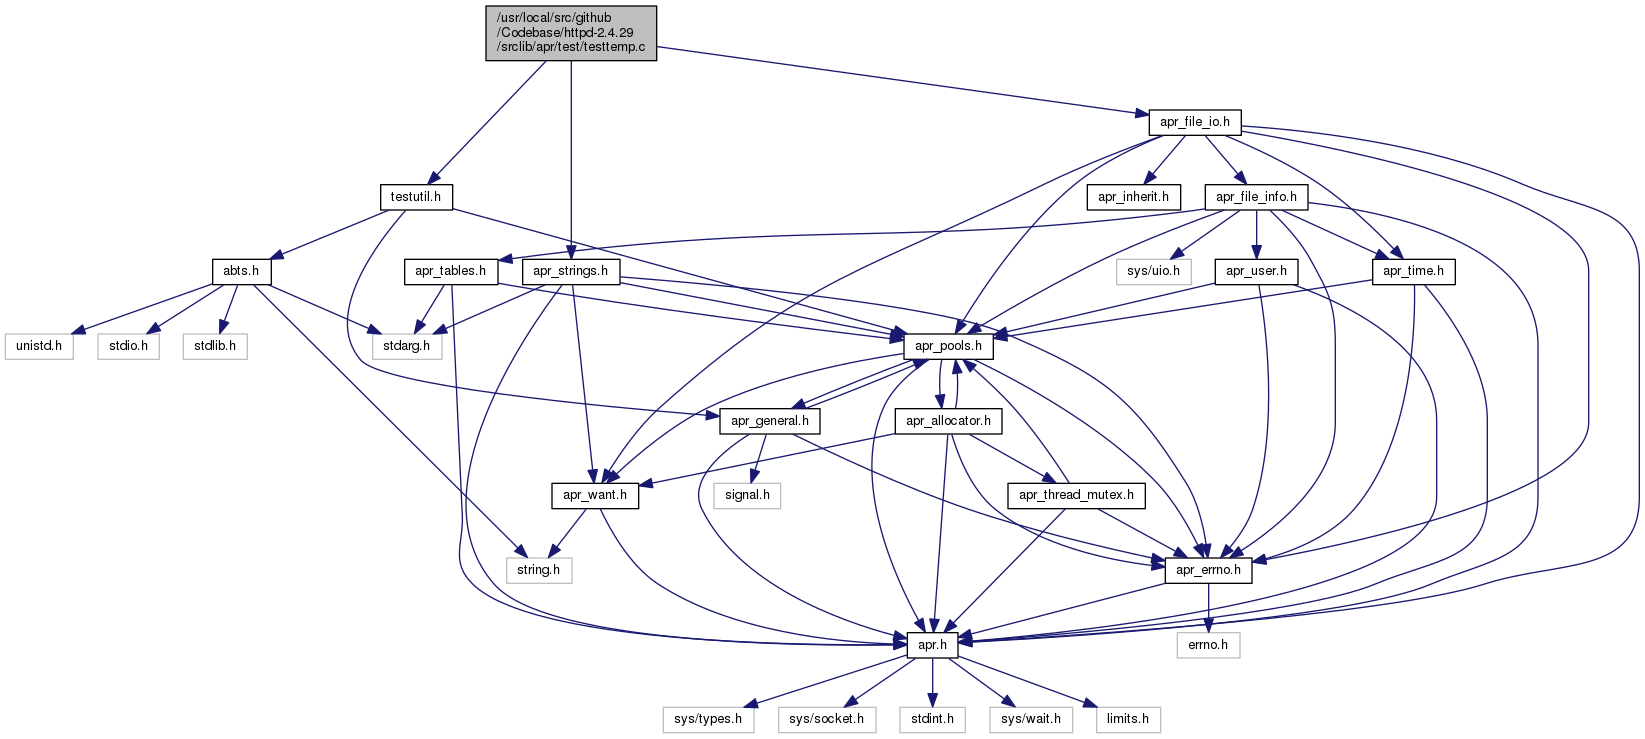 /usr/local/src/github
/Codebase/httpd-2.4.29
/srclib/apr/test/testtemp.c
apr_file_io.h
testutil.h
apr_inherit.h
apr_file_info.h
abts.h
apr_tables.h
apr_strings.h
sys/uio.h
apr_user.h
apr_time.h
unistd.h
stdio.h
stdlib.h
stdarg.h
apr_pools.h
apr_general.h
apr_allocator.h
apr_want.h
signal.h
apr_thread_mutex.h
string.h
apr_errno.h
apr.h
errno.h
sys/types.h
sys/socket.h
stdint.h
sys/wait.h
limits.h